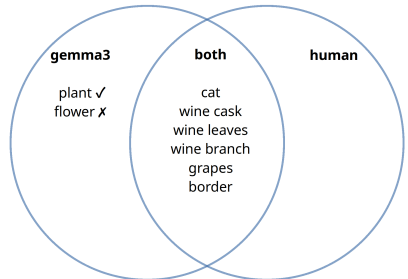 gemma3
both
human
plant ✓
flower ✗
cat
wine cask
wine leaves
wine branch
grapes
border